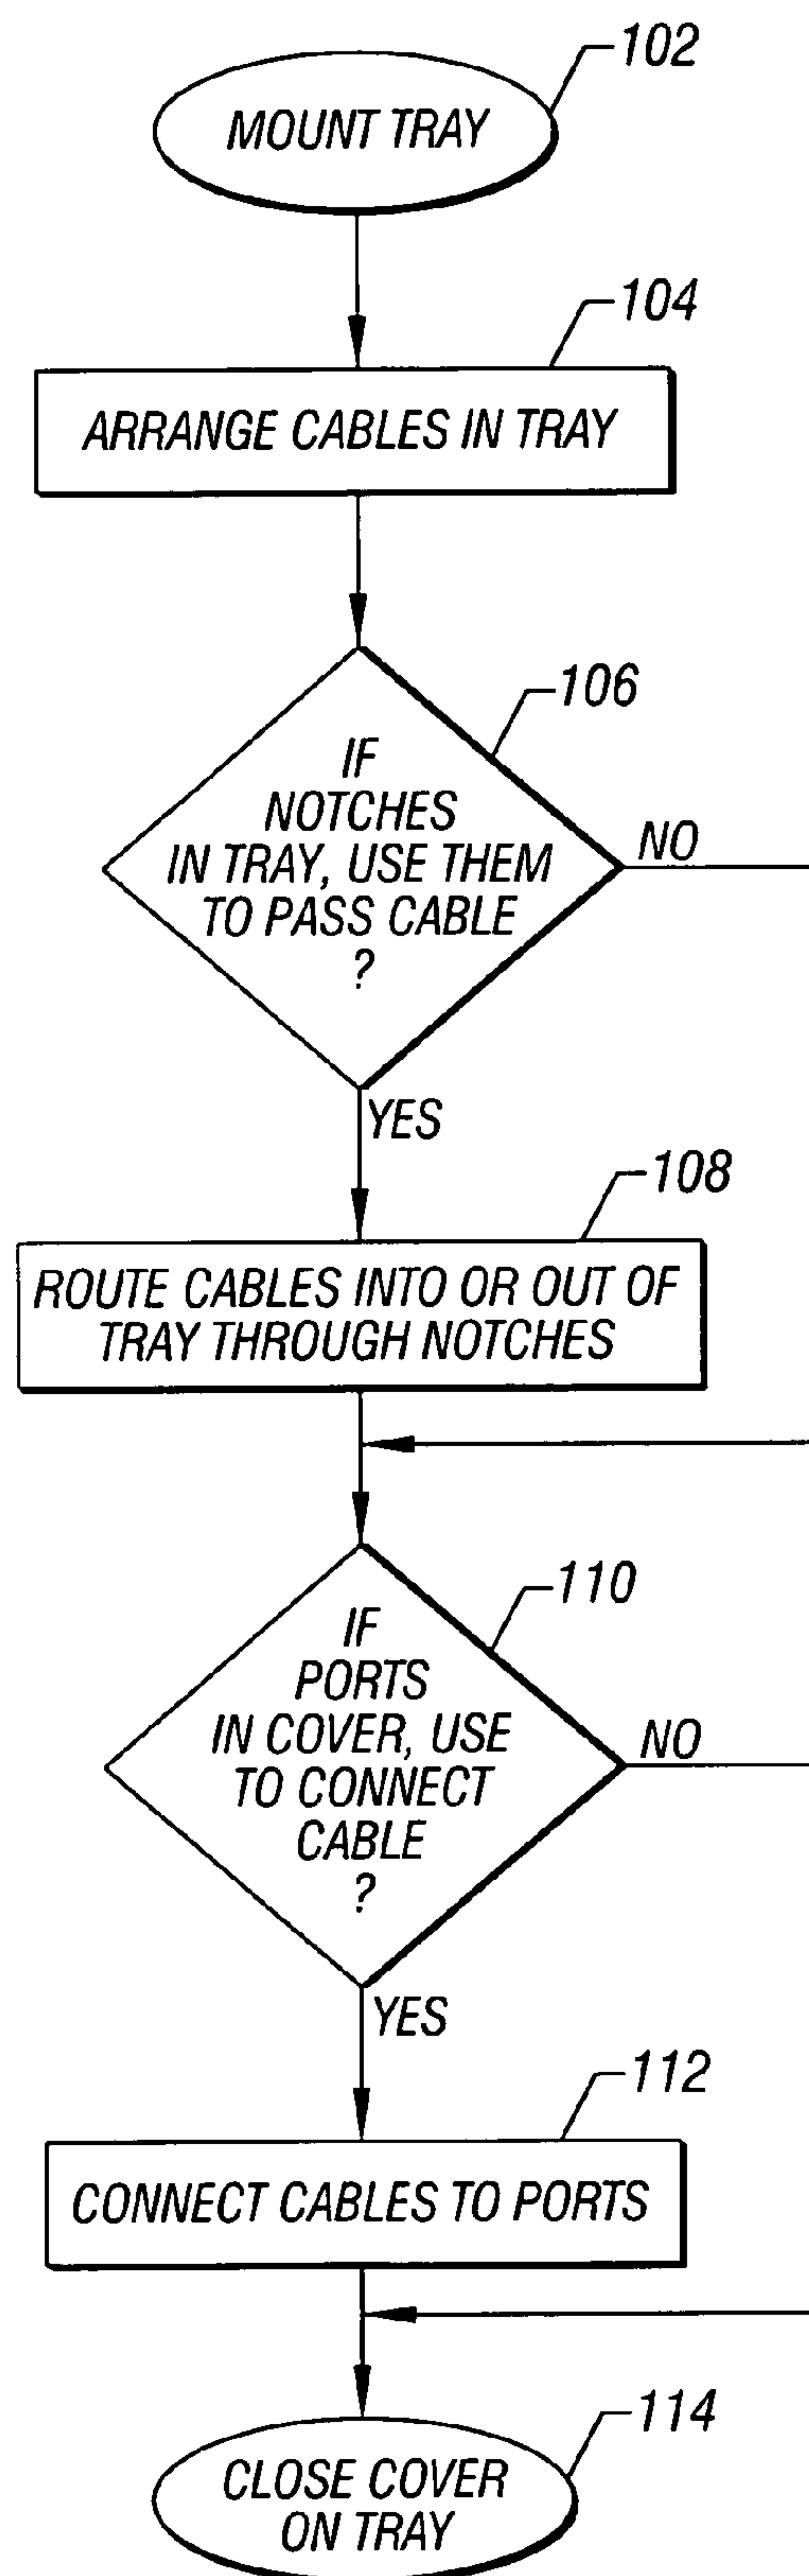 102
MOUNT TRAY
104
ARRANGE CABLES IN TRAY
106
IF
NOTCHES
IN TRAY, USE THEM
TO PASS CABLE
?
NO
YES
108
ROUTE CABLES INTO OR OUT OF
TRAY THROUGH NOTCHES
110
IF
PORTS
IN COVER, USE
TO CONNECT
CABLE
?
NO
YES
112
CONNECT CABLES TO PORTS
114
CLOSE COVER
ON TRAY